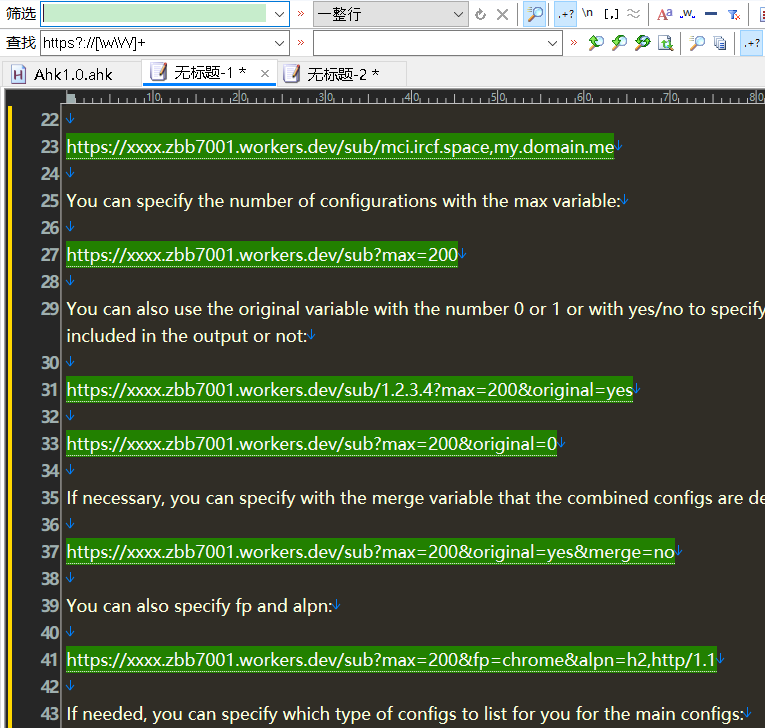 筛选 » 一整行 .+? \n [,] Aa .w.
查找 https?://[\w\W]+ » » .+?
Ahk1.0.ahk 无标题-1 * × 无标题-2 *
10 20 30 40 50 60 70 80
22
23 https://xxxx.zbb7001.workers.dev/sub/mci.ircf.space,my.domain.me
24
25 You can specify the number of configurations with the max variable:
26
27 https://xxxx.zbb7001.workers.dev/sub?max=200
28
29 You can also use the original variable with the number 0 or 1 or with yes/no to specify
included in the output or not:
30
31 https://xxxx.zbb7001.workers.dev/sub/1.2.3.4?max=200&original=yes
32
33 https://xxxx.zbb7001.workers.dev/sub?max=200&original=0
34
35 If necessary, you can specify with the merge variable that the combined configs are de
36
37 https://xxxx.zbb7001.workers.dev/sub?max=200&original=yes&merge=no
38
39 You can also specify fp and alpn:
40
41 https://xxxx.zbb7001.workers.dev/sub?max=200&fp=chrome&alpn=h2,http/1.1
42
43 If needed, you can specify which type of configs to list for you for the main configs: